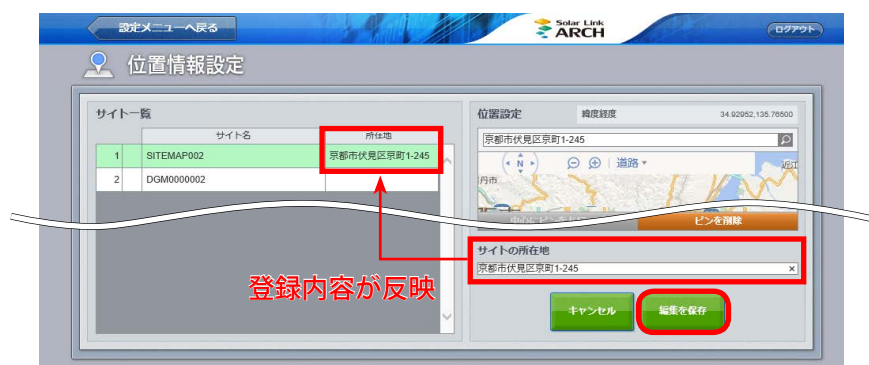 設定メニューへ戻る
Solar Link
ARCH
ログアウト
位置情報設定
サイト一覧
サイト名
所在地
1
SITEMAP002
京都市伏見区京町1-245
2
DGM0000002
登録内容が反映
位置設定
緯度経度
34.92952,135.76600
京都市伏見区京町1-245
N
道路
近江
丹市
ピンを削除
サイトの所在地
京都市伏見区京町1-245
×
キャンセル
編集を保存